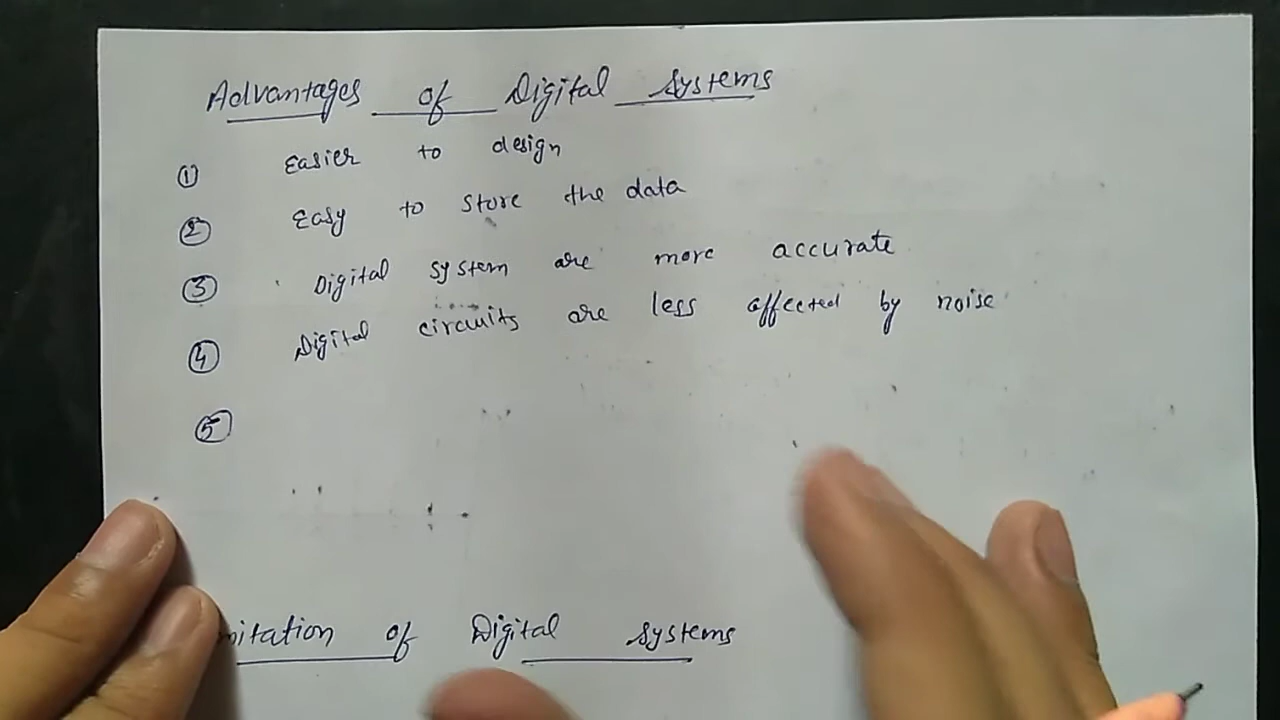 Advantages of Digital Systems
① Easier to design
② Easy to store the data
③ Digital system are more accurate
④ Digital circuits are less affected by noise
⑤
of Digital Systems